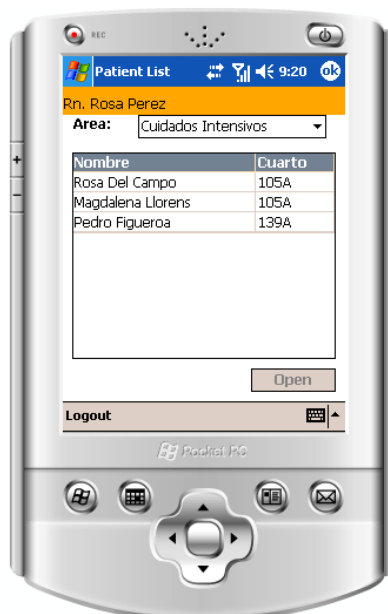 REC
Patient List 9:20 ok
Rn. Rosa Perez
Area: Cuidados Intensivos
Nombre Cuarto
Rosa Del Campo 105A
Magdalena Llorens 105A
Pedro Figueroa 139A
Open
Logout
Pocket PC
+
-